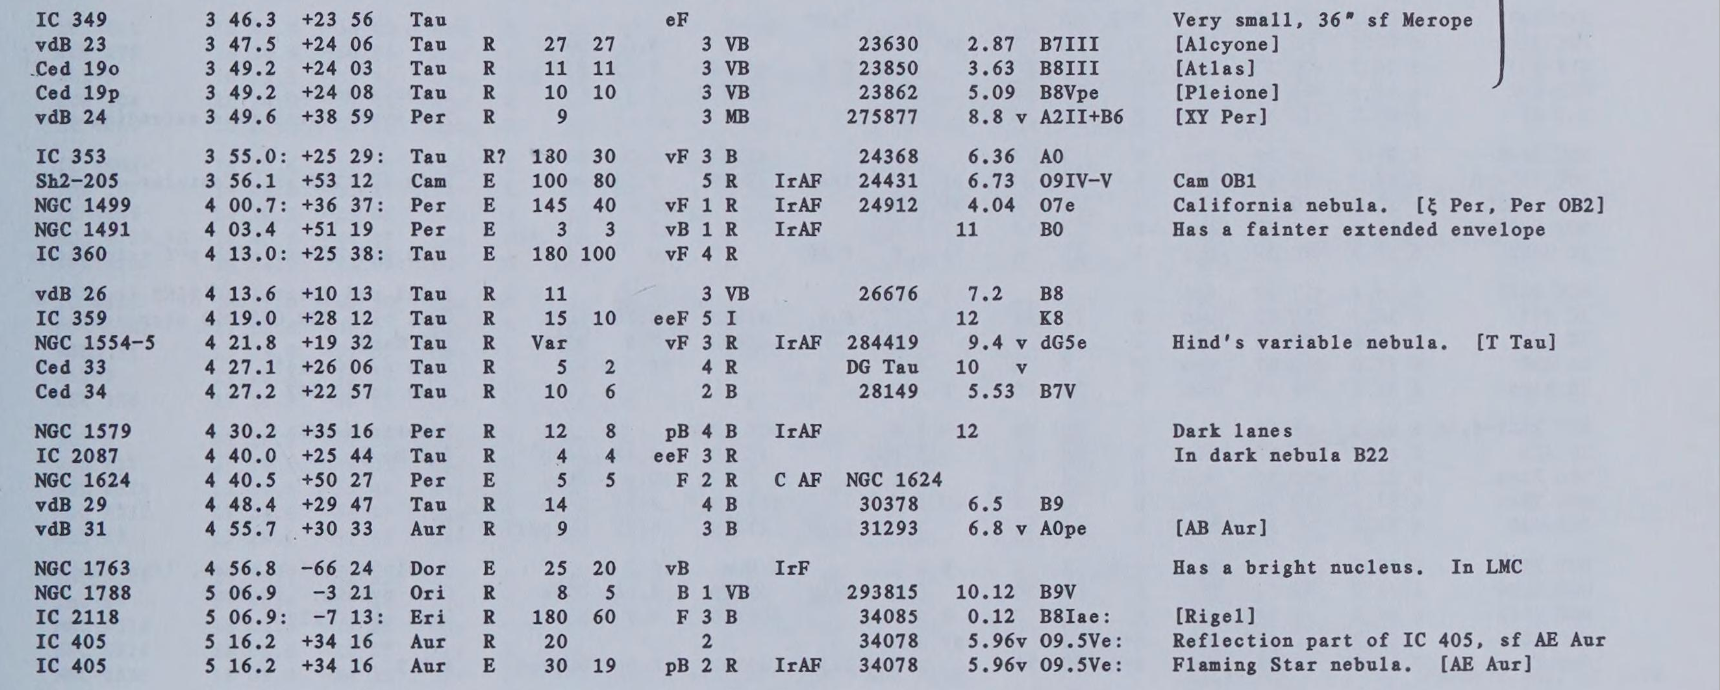 IC 349 3 46.3 +23 56 Tau eF Very small, 36" sf Merope
vdB 23 3 47.5 +24 06 Tau R 27 27 3 VB 23630 2.87 B7III [Alcyone]
Ced 19o 3 49.2 +24 03 Tau R 11 11 3 VB 23850 3.63 B8III [Atlas]
Ced 19p 3 49.2 +24 08 Tau R 10 10 3 VB 23862 5.09 B8Vpe [Pleione]
vdB 24 3 49.6 +38 59 Per R 9 3 MB 275877 8.8 v A2II+B6 [XY Per]
IC 353 3 55.0: +25 29: Tau R? 180 30 vF 3 B 24368 6.36 A0
Sh2-205 3 56.1 +53 12 Cam E 100 80 5 R IrAF 24431 6.73 O9IV-V Cam OB1
NGC 1499 4 00.7: +36 37: Per E 145 40 vF 1 R IrAF 24912 4.04 O7e California nebula. [ξ Per, Per OB2]
NGC 1491 4 03.4 +51 19 Per E 3 3 vB 1 R IrAF 11 B0 Has a fainter extended envelope
IC 360 4 13.0: +25 38: Tau E 180 100 vF 4 R
vdB 26 4 13.6 +10 13 Tau R 11 3 VB 26676 7.2 B8
IC 359 4 19.0 +28 12 Tau R 15 10 eeF 5 I 12 K8
NGC 1554-5 4 21.8 +19 32 Tau R Var vF 3 R IrAF 284419 9.4 v dG5e Hind's variable nebula. [T Tau]
Ced 33 4 27.1 +26 06 Tau R 5 2 4 R DG Tau 10 v
Ced 34 4 27.2 +22 57 Tau R 10 6 2 B 28149 5.53 B7V
NGC 1579 4 30.2 +35 16 Per R 12 8 pB 4 B IrAF 12 Dark lanes
IC 2087 4 40.0 +25 44 Tau R 4 4 eeF 3 R In dark nebula B22
NGC 1624 4 40.5 +50 27 Per E 5 5 F 2 R C AF NGC 1624
vdB 29 4 48.4 +29 47 Tau R 14 4 B 30378 6.5 B9
vdB 31 4 55.7 +30 33 Aur R 9 3 B 31293 6.8 v A0pe [AB Aur]
NGC 1763 4 56.8 -66 24 Dor E 25 20 vB IrF Has a bright nucleus. In LMC
NGC 1788 5 06.9 -3 21 Ori R 8 5 B 1 VB 293815 10.12 B9V
IC 2118 5 06.9: -7 13: Eri R 180 60 F 3 B 34085 0.12 B8Iae: [Rigel]
IC 405 5 16.2 +34 16 Aur R 20 2 34078 5.96v O9.5Ve: Reflection part of IC 405, sf AE Aur
IC 405 5 16.2 +34 16 Aur E 30 19 pB 2 R IrAF 34078 5.96v O9.5Ve: Flaming Star nebula. [AE Aur]